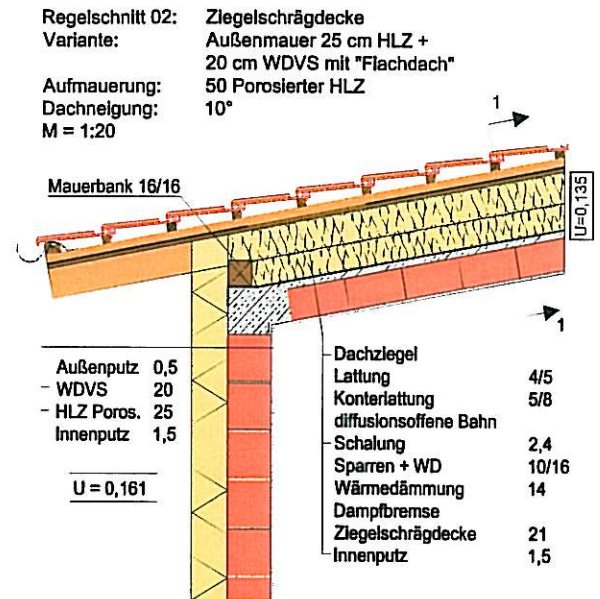 Regelschnitt 02: Ziegelschrägdecke
Variante: Außenmauer 25 cm HLZ +
20 cm WDVS mit "Flachdach"
Aufmauerung: 50 Porosierter HLZ
Dachneigung: 10°
M = 1:20
1
Mauerbank 16/16
U=0,135
1
Außenputz 0,5
WDVS 20
HLZ Poros. 25
Innenputz 1,5
U = 0,161
Dachziegel
Lattung 4/5
Konterlattung 5/8
diffusionsoffene Bahn
Schalung 2,4
Sparren + WD 10/16
Wärmedämmung 14
Dampfbremse
Ziegelschrägdecke 21
Innenputz 1,5